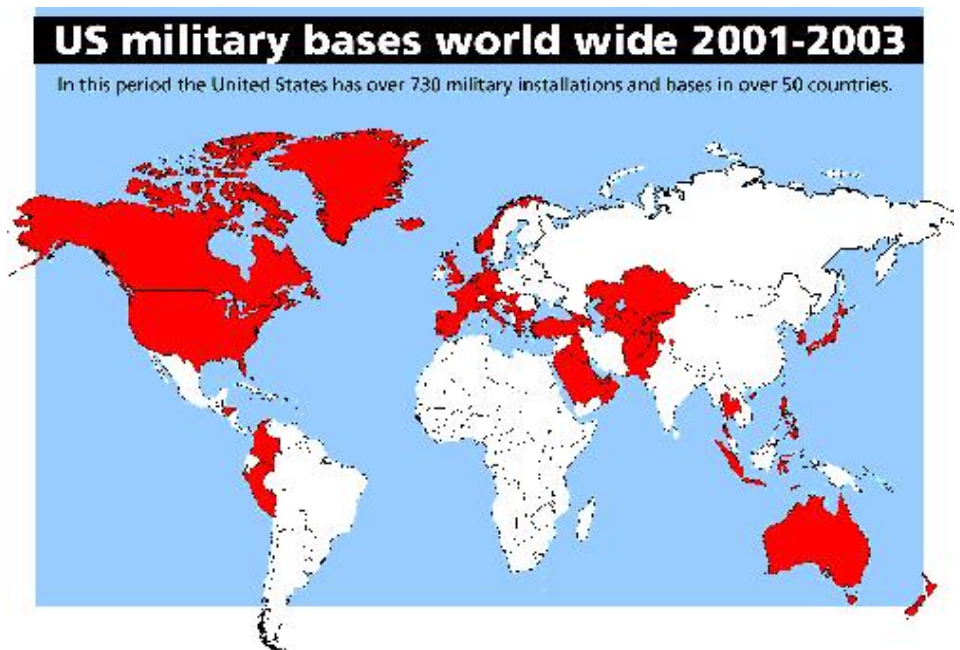 US military bases world wide 2001-2003
In this period the United States has over 730 military installations and bases in over 50 countries.